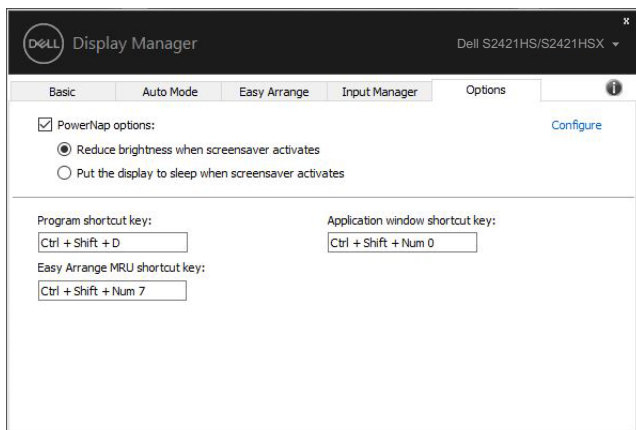 x
DELL Display Manager Dell S2421HS/S2421HSX
Basic Auto Mode Easy Arrange Input Manager Options
PowerNap options: Configure
Reduce brightness when screensaver activates
Put the display to sleep when screensaver activates
Program shortcut key: Application window shortcut key:
Ctrl + Shift + D Ctrl + Shift + Num 0
Easy Arrange MRU shortcut key:
Ctrl + Shift + Num 7